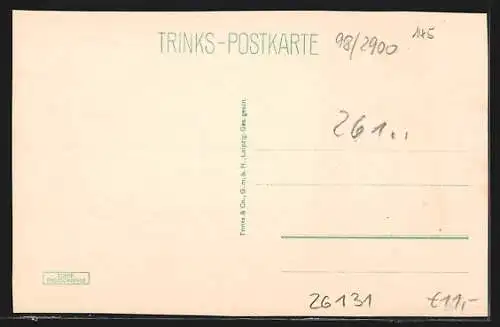 TRINKS-POSTKARTE 98/2900 145
261..
Trinks & Co., G. m. b. H., Leipzig. Ges. gesch.
26131 €11,-